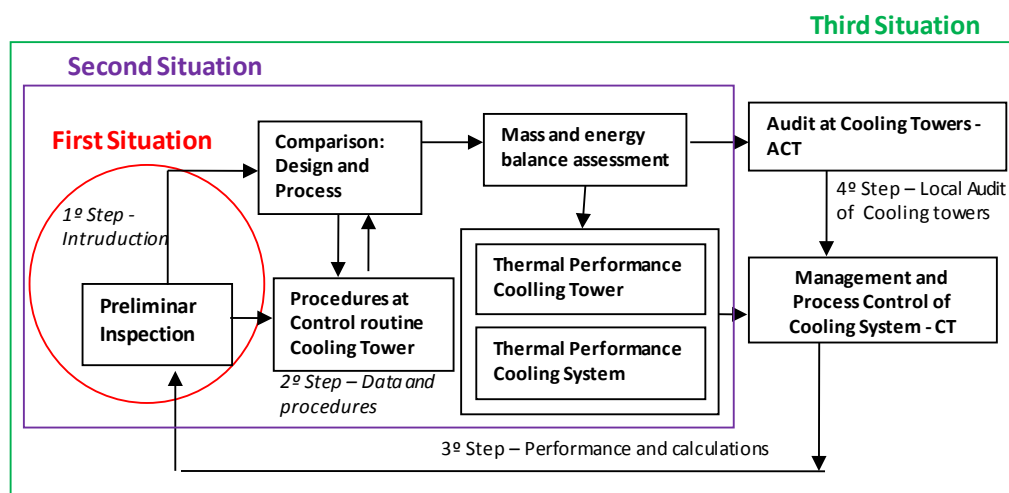 Third Situation
Second Situation
First Situation
Comparison:
Design and
Process
Mass and energy
balance assessment
Audit at Cooling Towers -
ACT
1º Step -
Intruduction
4º Step – Local Audit
of Cooling towers
Preliminar
Inspection
Procedures at
Control routine
Cooling Tower
Thermal Performance
Coolling Tower
Thermal Performance
Cooling System
Management and
Process Control of
Cooling System - CT
2º Step – Data and
procedures
3º Step – Performance and calculations